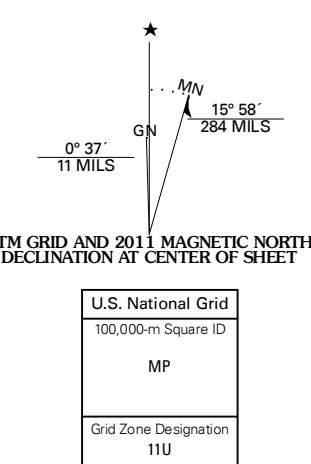 MN
GN
15° 58´
284 MILS
0° 37´
11 MILS
TM GRID AND 2011 MAGNETIC NORTH
DECLINATION AT CENTER OF SHEET
U.S. National Grid
100,000-m Square ID
MP
Grid Zone Designation
11U